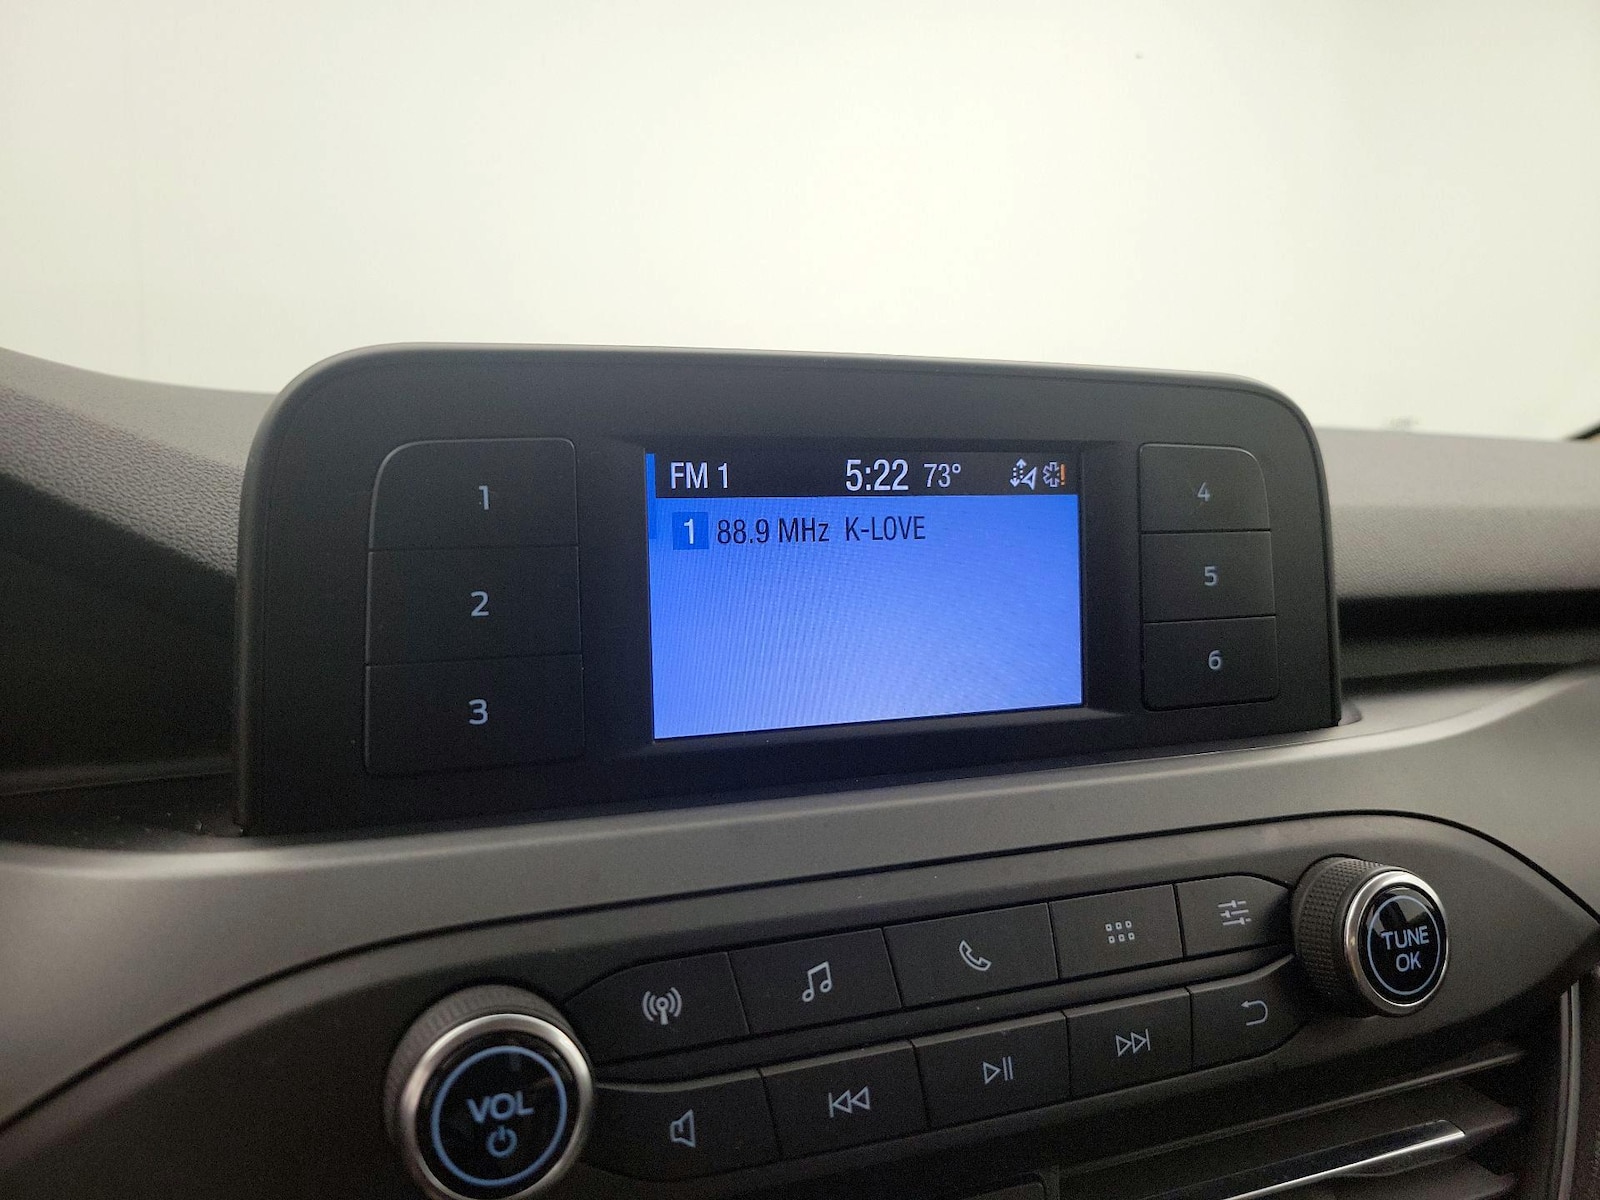 1
2
3
FM 1 5:22 73°
1 88.9 MHz K-LOVE
4
5
6
VOL
TUNE
OK